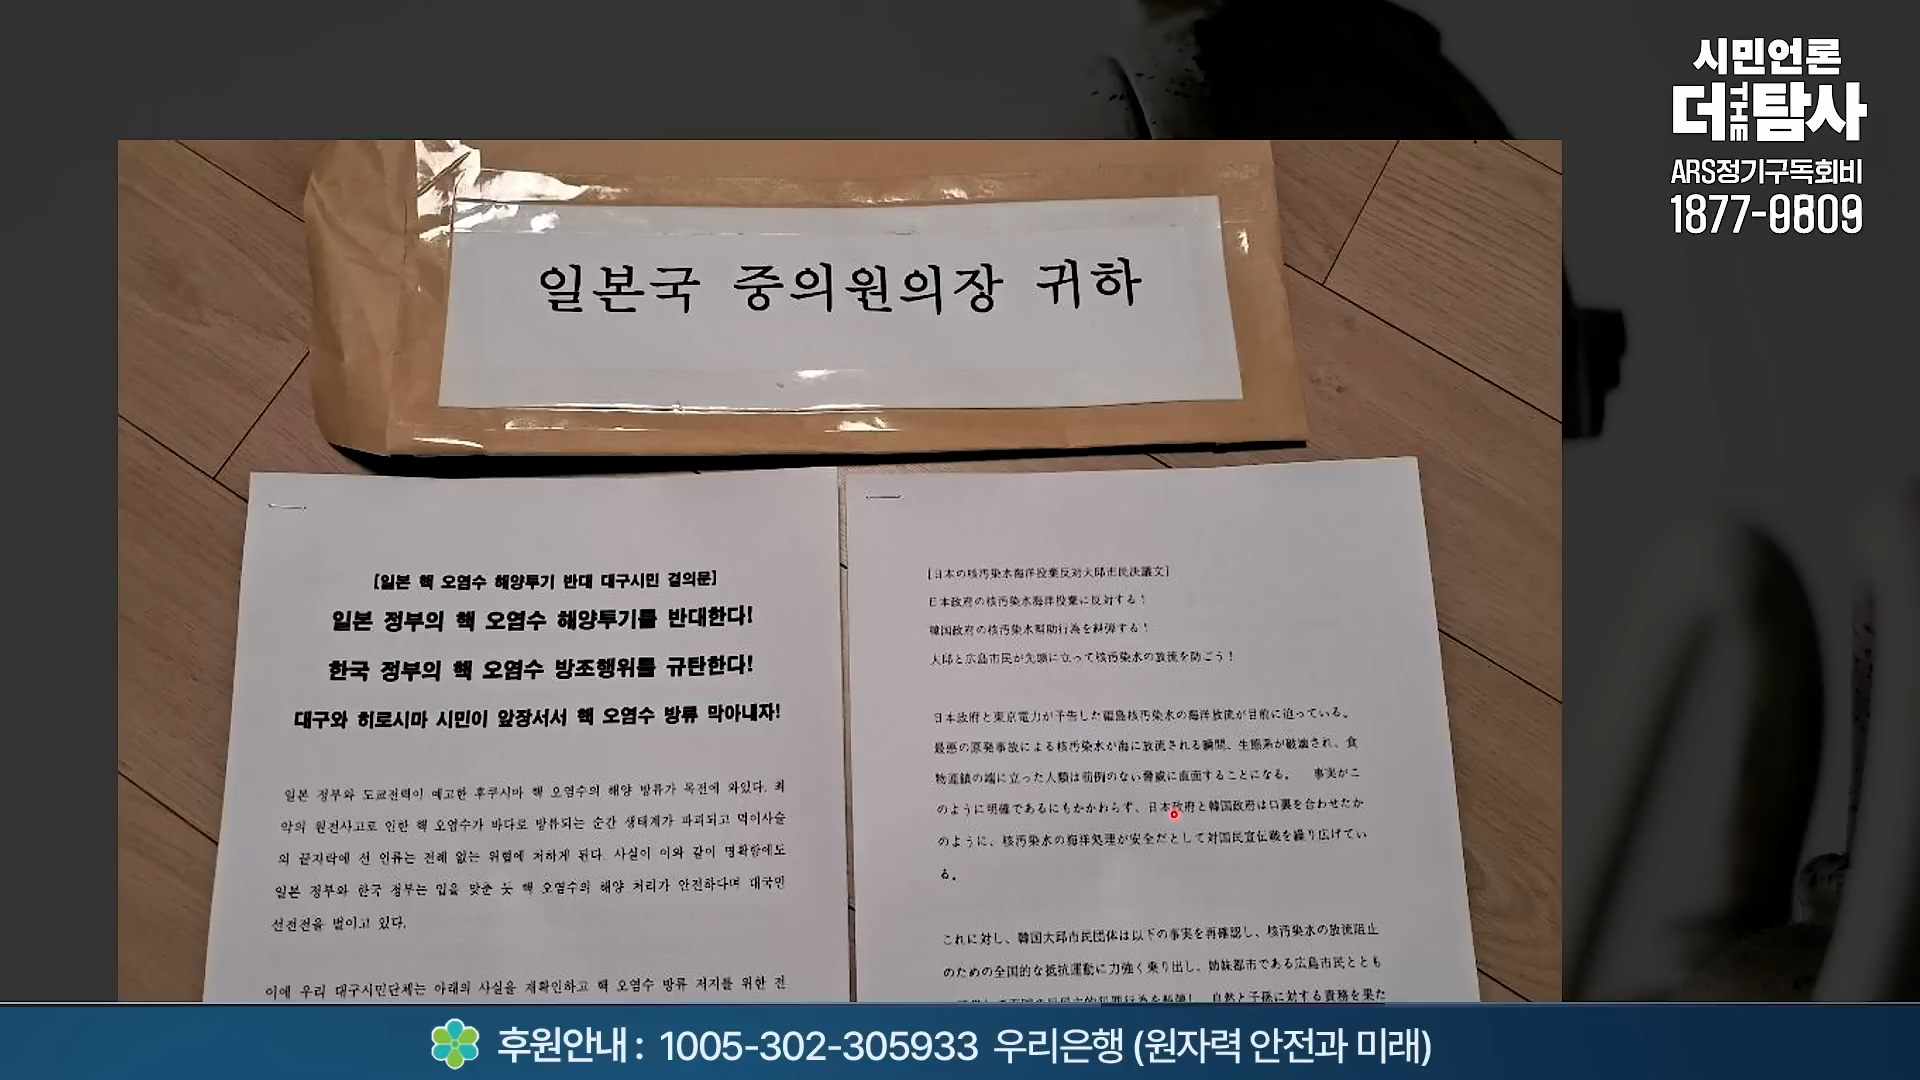 시민언론
더탐사
THE
ARS정기구독회비
일본국 중의원의장 귀하
[일본 핵 오염수 해양투기 반대 대구시민 결의문]
일본 정부의 핵 오염수 해양투기를 반대한다!
한국 정부의 핵 오염수 방조행위를 규탄한다!
대구와 히로시마 시민이 앞장서서 핵 오염수 방류 막아내자!
일본 정부와 도쿄전력이 예고한 후쿠시마 핵 오염수의 해양 방류가 목전에 와있다. 최
악의 원전사고로 인한 핵 오염수가 바다로 방류되는 순간 생태계가 파괴되고 먹이사슬
의 끝자락에 선 인류는 전례 없는 위협에 처하게 된다. 사실이 이와 같이 명확함에도
일본 정부와 한국 정부는 입을 맞춘 듯 핵 오염수의 해양 처리가 안전하다며 대국민
선전전을 벌이고 있다.
이에 우리 대구시민단체는 아래의 사실을 재확인하고 핵 오염수 방류 저지를 위한 전
[日本の核汚染水海洋投棄反対大邱市民決議文]
日本政府の核汚染水海洋投棄に反対する！
韓国政府の核汚染水幇助行為を糾弾する！
大邱と広島市民が先頭に立って核汚染水の放流を防ごう！
日本政府と東京電力が予告した福島核汚染水の海洋放流が目前に迫っている。
最悪の原発事故による核汚染水が海に放流される瞬間、生態系が破壊され、食
物連鎖の端に立った人類は前例のない脅威に直面することになる。 事実がこ
のように明確であるにもかかわらず、日本政府と韓国政府は口裏を合わせたか
のように、核汚染水の海洋処理が安全だとして対国民宣伝戦を繰り広げてい
る。
これに対し、韓国大邱市民団体は以下の事実を再確認し、核汚染水の放流阻止
のための全国的な抵抗運動に力強く乗り出し、姉妹都市である広島市民ととも
自然と子孫に対する責務を果た
후원안내 : 1005-302-305933 우리은행 (원자력 안전과 미래)